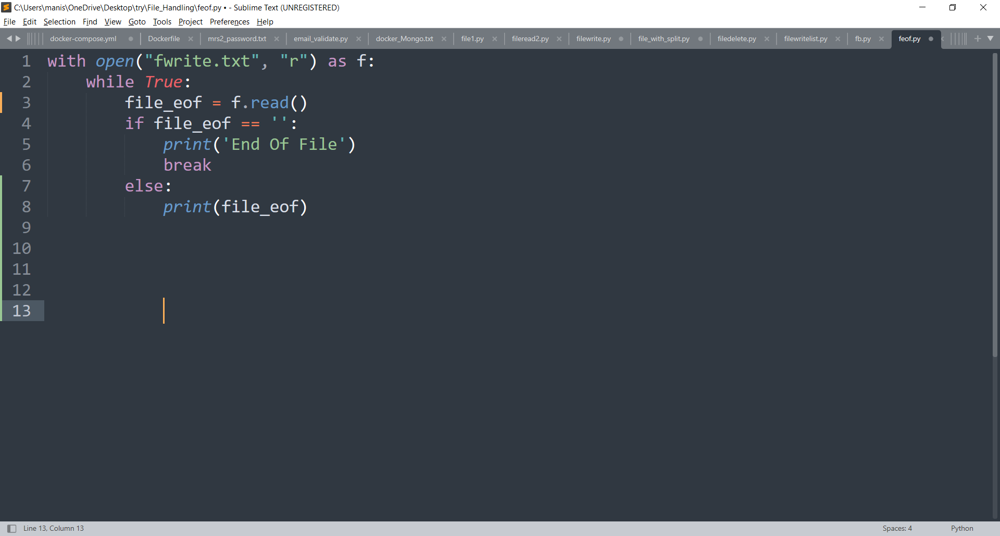 C:\Users\manis\OneDrive\Desktop\try\File_Handling\feof.py • - Sublime Text (UNREGISTERED)
File Edit Selection Find View Goto Tools Project Preferences Help
docker-compose.yml Dockerfile mrs2_password.txt email_validate.py docker_Mongo.txt file1.py fileread2.py filewrite.py file_with_split.py filedelete.py filewritelist.py fb.py feof.py
1 with open("fwrite.txt", "r") as f:
2     while True:
3         file_eof = f.read()
4         if file_eof == '':
5             print('End Of File')
6             break
7         else:
8             print(file_eof)
9
10
11
12
13
Line 13, Column 13 Spaces: 4 Python